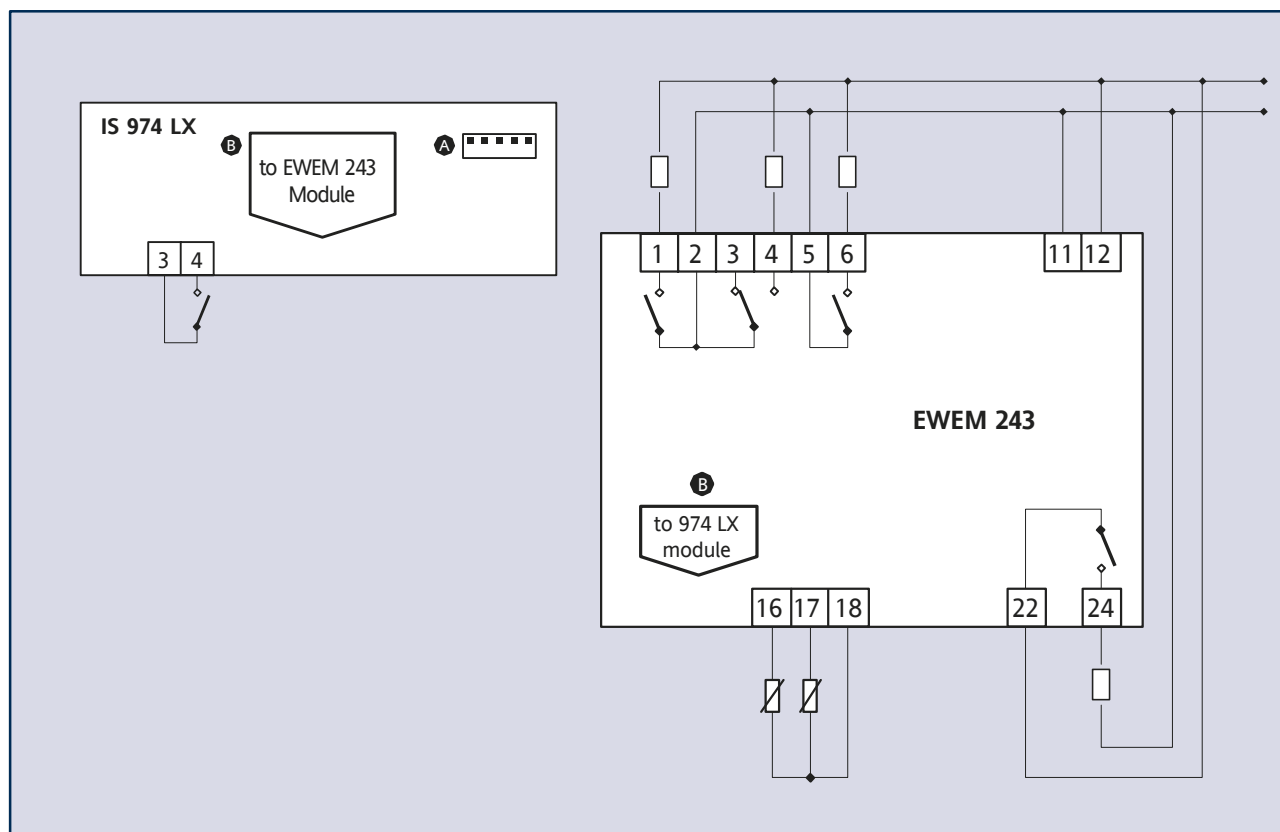 IS 974 LX
B
to EWEM 243
Module
A
3 4
1 2 3 4 5 6
11 12
EWEM 243
B
to 974 LX
module
16 17 18
22 24